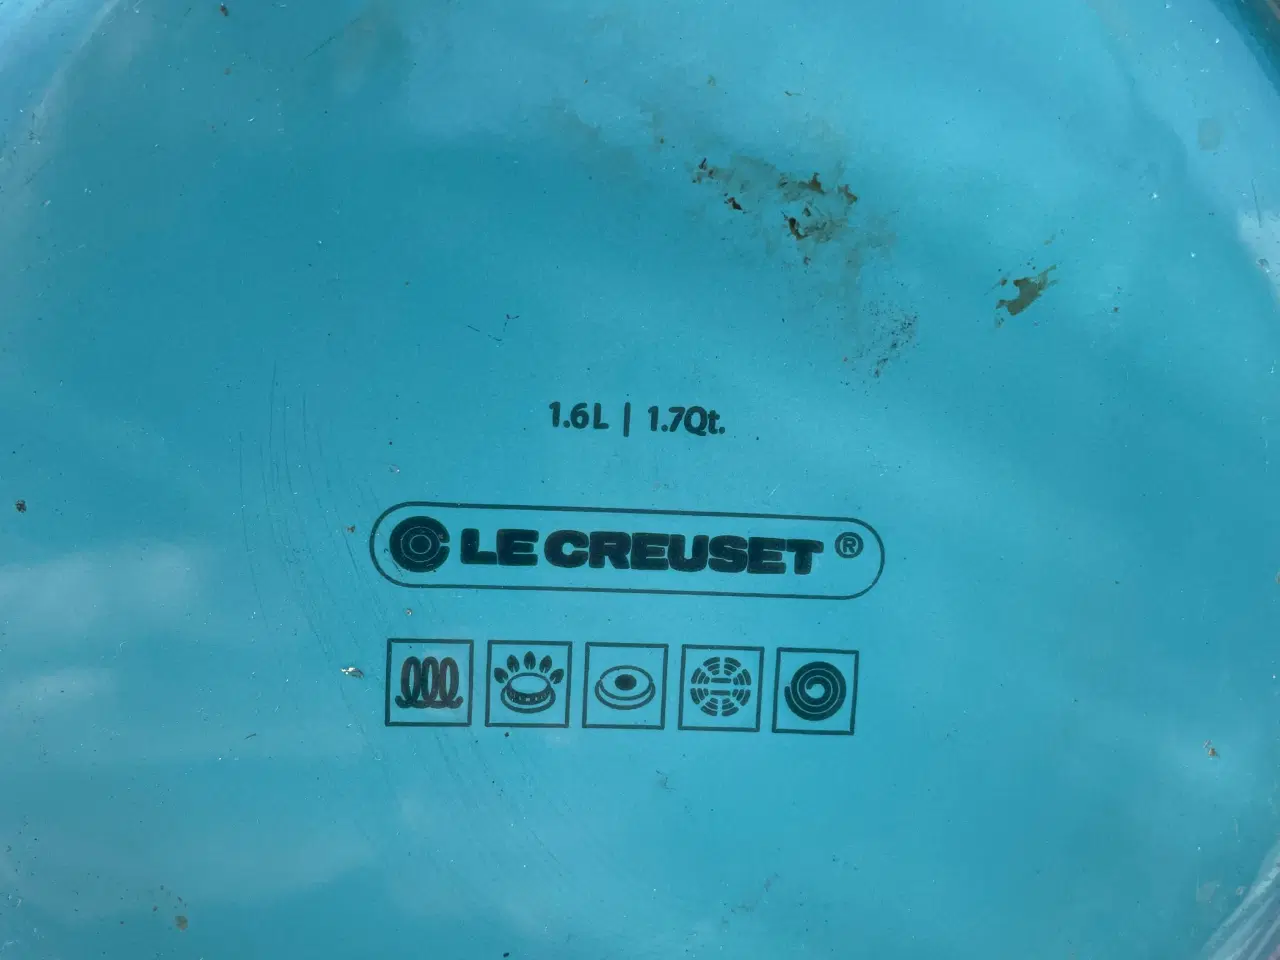 1.6L | 1.7Qt.
LE CREUSET ®